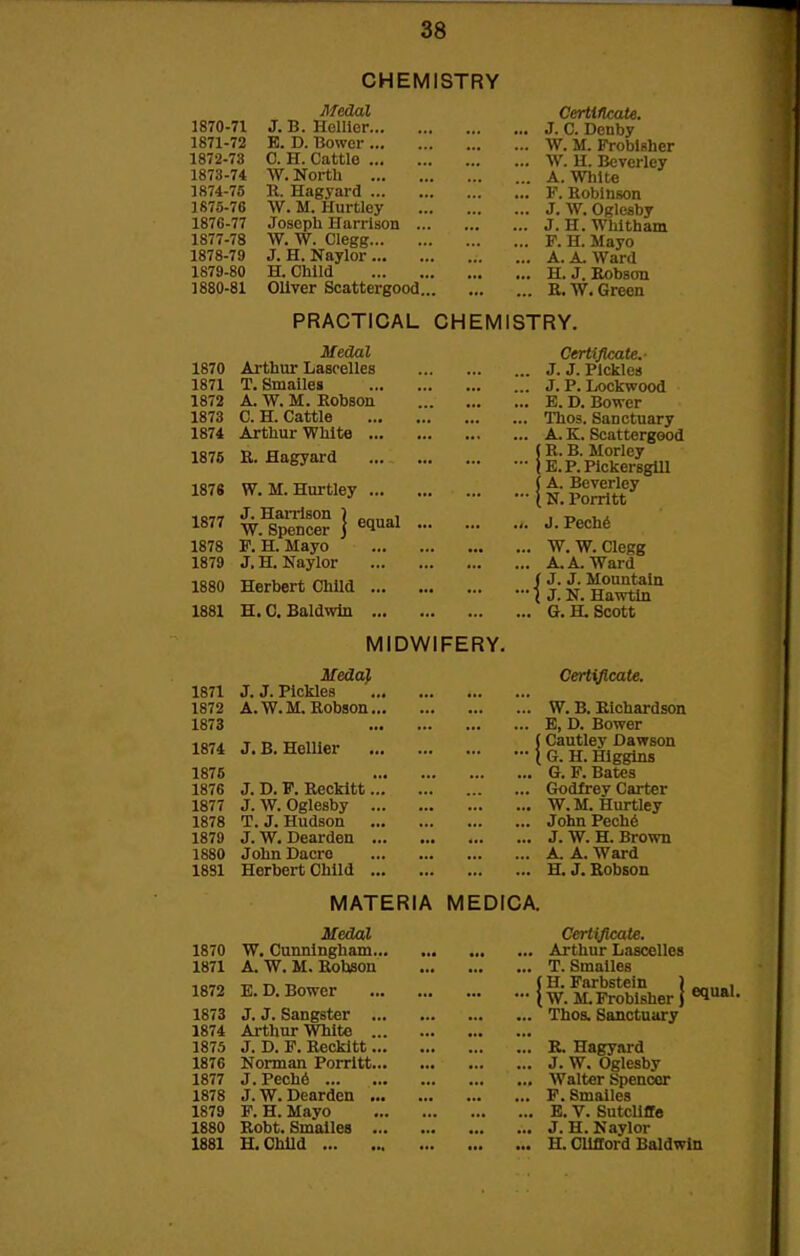 38
CHEMISTRY
Medal Certificate.
1870-71 J. B. Hellier... ... ... ... J. C. Denby
1871-72 E. D. Bower ... ... ... ... W. M. Frobisher
1872-73 C. H. Cattle ... ... ... ... W. H. Beverley
1873-74 W. North ... ... ... ... A. White
1874-75 R. Hagyard ... ... ... ... F. Robinson
1875-76 W. M. Hurtley ... ... ... J. W. Oglesby
1876-77 Joseph Harrison ... ... ... J. H. Whitham
1877-78 W. W. Clegg... ... ... ... F. H. Mayo
1878-79 J. H. Naylor ... ... ... ... A. A. Ward
1879-80 H. Child ... ... ... ... H. J. Robson
1880-81 Oliver Scattergood... ... ... R. W. Green
PRACTICAL CHEMISTRY.
Medal Certificate.
1870 Arthur Lascelles ... ... ... J. J. Pickles
1871 T. Smailes ... ... ... ... J. P. Lockwood
1872 A. W. M. Robson ... ... ... E. D. Bower
1873 C. H. Cattle ... ... ... ... Thos. Sanctuary
1874 Arthur White ... ... ... ... A. K. Scattergood
1875 R. Hagyard ... ... ... ... { R. B. Morley
E. P. Pickersgill
1876 W. M. Hurtley ... ... ... ... { A. Beverley
N. Porritt
1877 J. Harrison
W. Spencer } equal ... ... ... J. Peché
1878 F. H. Mayo ... ... ... ... W. W. Clegg
1879 J. H. Naylor ... ... ... ... A. A. Ward
1880 Herbert Child ... ... ... ... { J. J. Mountain
J. N. Hawtin
1881 H. C. Baldwin ... ... ... ... G. H. Scott
MIDWIFERY.
Medal Certificate.
1871 J. J. Pickles ... ... ... ...
1872 A. W. M. Robson... ... ... ... W. B. Richardson
1873 ... ... ... ... E, D. Bower
1874 J. B. Hellier ... ... ... ... { Cautley Dawson
G. H. Higgins
1875 ... ... ... ... G. F. Bates
1876 J. D. F. Reckitt ... ... ... ... Godfrey Carter
1877 J. W. Oglesby ... ... ... ... W. M. Hurtley
1878 T. J. Hudson ... ... ... ... John Peché
1879 J. W. Dearden ... ... ... ... J. W. H. Brown
1880 John Dacre ... ... ... ... A. A. Ward
1881 Herbert Child ... ... ... ... H. J. Robson
MATERIA MEDICA.
Medal Certificate.
1870 W. Cunningham... ... ... ... Arthur Lascelles
1871 A. W. M. Robson ... ... ... T. Smailes
1872 E. D. Bower ... ... ... ... { H. Farbstein
W. M. Frobisher } equal.
1873 J. J. Sangster ... ... ... ... Thos. Sanctuary
1874 Arthur White ... ... ... ...
1875 J. D. F. Reckitt ... ... ... ... R. Hagyard
1876 Norman Porritt... ... ... ... J. W. Oglesby
1877 J. Peché ... ... ... ... ... Walter Spencer
1878 J. W. Dearden ... ... ... ... F. Smailes
1879 F. H. Mayo ... ... ... ... E. V. Sutcliffe
1880 Robt. Smailes ... ... ... ... J. H. Naylor
1881 H. Child ... ... ... ... ... H. Clifford Baldwin